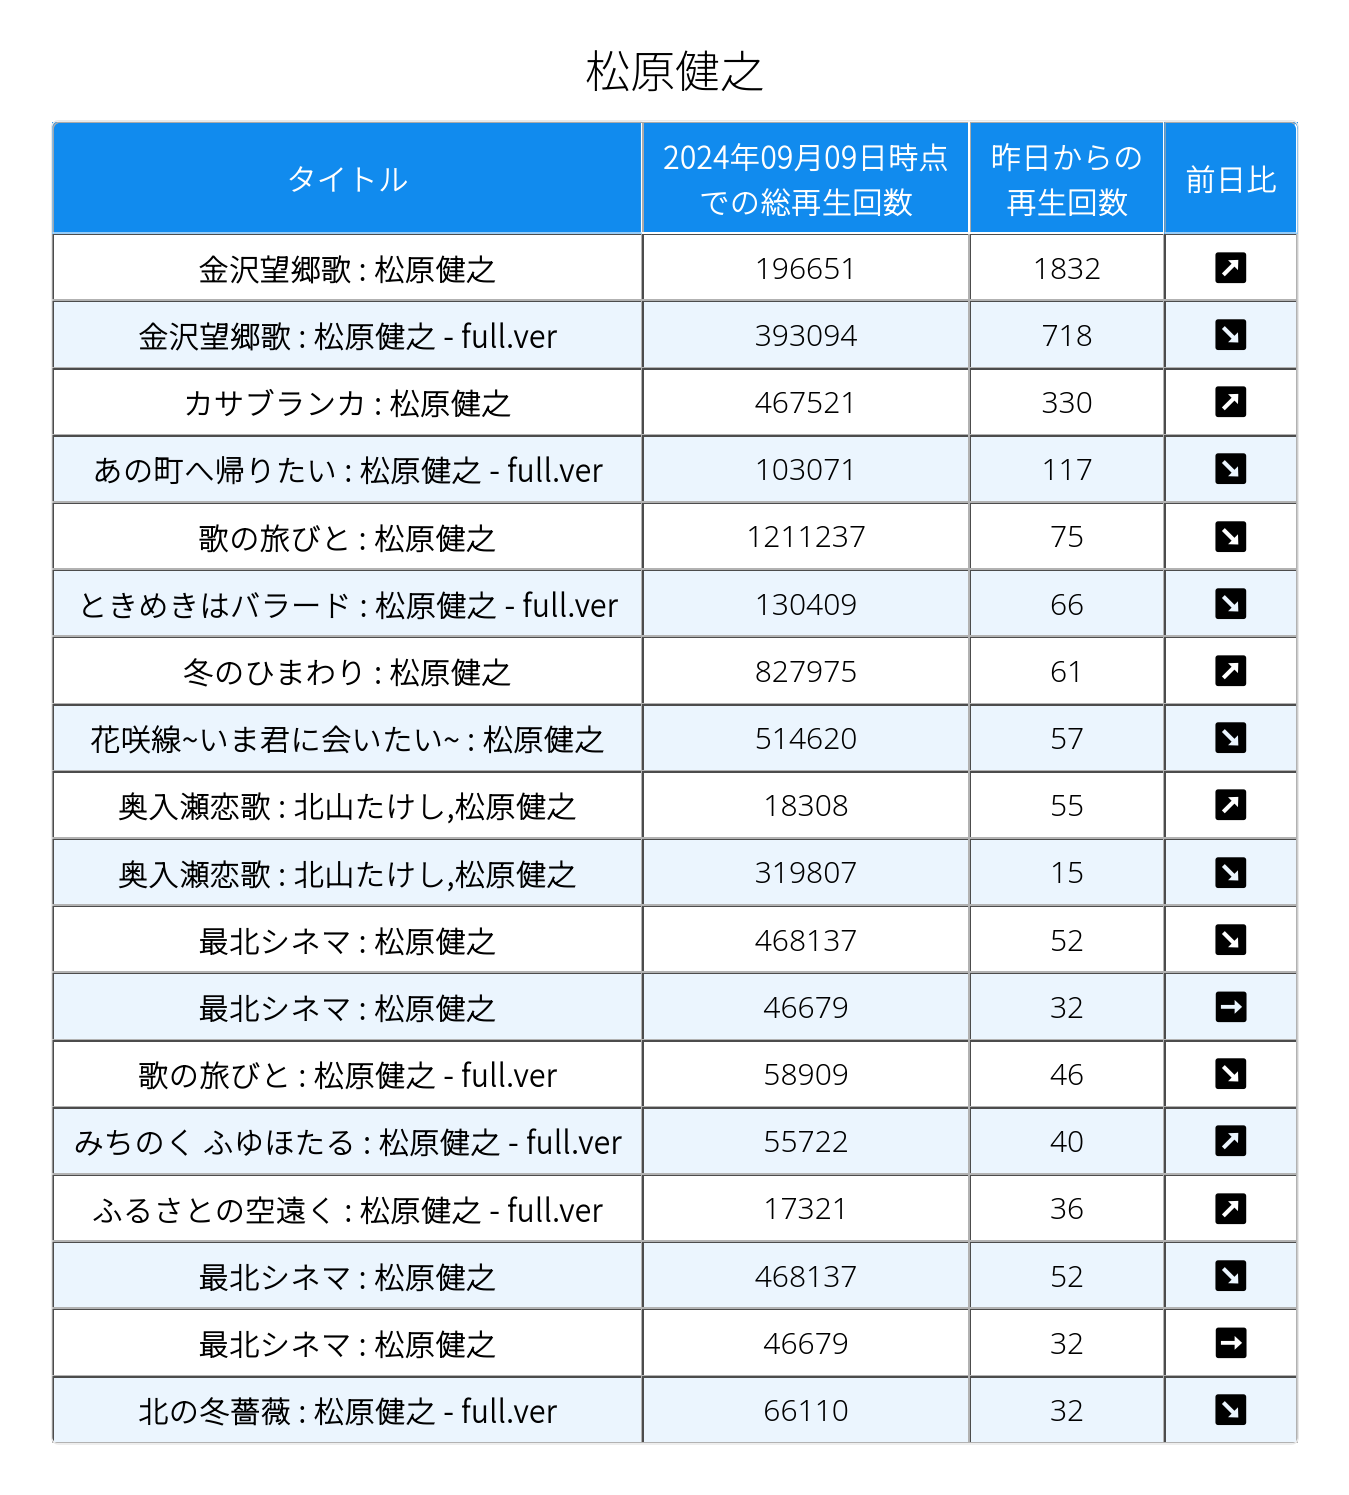 松原健之
タイトル 2024年09月09日時点での総再生回数 昨日からの再生回数 前日比
金沢望郷歌 : 松原健之 196651 1832 ↗
金沢望郷歌 : 松原健之 - full.ver 393094 718 ↘
カサブランカ : 松原健之 467521 330 ↗
あの町へ帰りたい : 松原健之 - full.ver 103071 117 ↘
歌の旅びと : 松原健之 1211237 75 ↘
ときめきはバラード : 松原健之 - full.ver 130409 66 ↘
冬のひまわり : 松原健之 827975 61 ↗
花咲線~いま君に会いたい~ : 松原健之 514620 57 ↘
奥入瀬恋歌 : 北山たけし,松原健之 18308 55 ↗
奥入瀬恋歌 : 北山たけし,松原健之 319807 15 ↘
最北シネマ : 松原健之 468137 52 ↘
最北シネマ : 松原健之 46679 32 →
歌の旅びと : 松原健之 - full.ver 58909 46 ↘
みちのく ふゆほたる : 松原健之 - full.ver 55722 40 ↗
ふるさとの空遠く : 松原健之 - full.ver 17321 36 ↗
最北シネマ : 松原健之 468137 52 ↘
最北シネマ : 松原健之 46679 32 →
北の冬薔薇 : 松原健之 - full.ver 66110 32 ↘